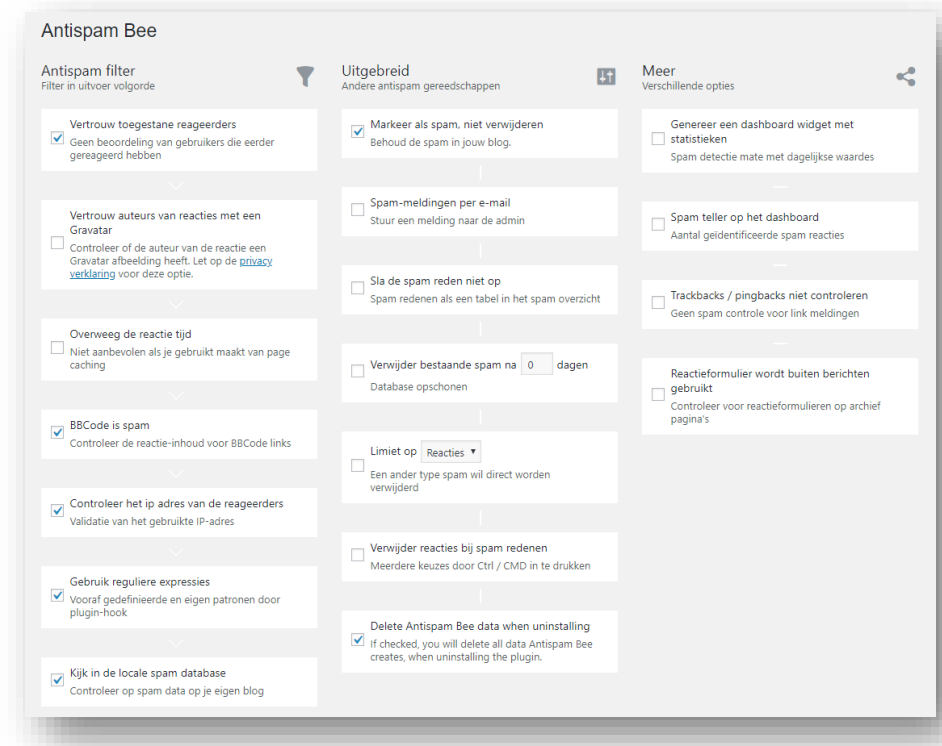 Antispam Bee
Antispam filter
Filter in uitvoer volgorde
Vertrouw toegestane reageerders
Geen beoordeling van gebruikers die eerder
gereageerd hebben
Vertrouw auteurs van reacties met een
Gravatar
Controleer of de auteur van de reactie een
Gravatar afbeelding heeft. Let op de privacy
verklaring voor deze optie.
Overweeg de reactie tijd
Niet aanbevolen als je gebruikt maakt van page
caching
BBCode is spam
Controleer de reactie-inhoud voor BBCode links
Controleer het ip adres van de reageerders
Validatie van het gebruikte IP-adres
Gebruik reguliere expressies
Vooraf gedefinieerde en eigen patronen door
plugin-hook
Kijk in de locale spam database
Controleer op spam data op je eigen blog
Uitgebreid
Andere antispam gereedschappen
Markeer als spam, niet verwijderen
Behoud de spam in jouw blog.
Spam-meldingen per e-mail
Stuur een melding naar de admin
Sla de spam reden niet op
Spam redenen als een tabel in het spam overzicht
Verwijder bestaande spam na 0 dagen
Database opschonen
Limiet op Reacties
Een ander type spam wil direct worden
verwijderd
Verwijder reacties bij spam redenen
Meerdere keuzes door Ctrl / CMD in te drukken
Delete Antispam Bee data when uninstalling
If checked, you will delete all data Antispam Bee
creates, when uninstalling the plugin.
Meer
Verschillende opties
Genereer een dashboard widget met
statistieken
Spam detectie mate met dagelijkse waardes
Spam teller op het dashboard
Aantal geïdentificeerde spam reacties
Trackbacks / pingbacks niet controleren
Geen spam controle voor link meldingen
Reactieformulier wordt buiten berichten
gebruikt
Controleer voor reactieformulieren op archief
pagina's